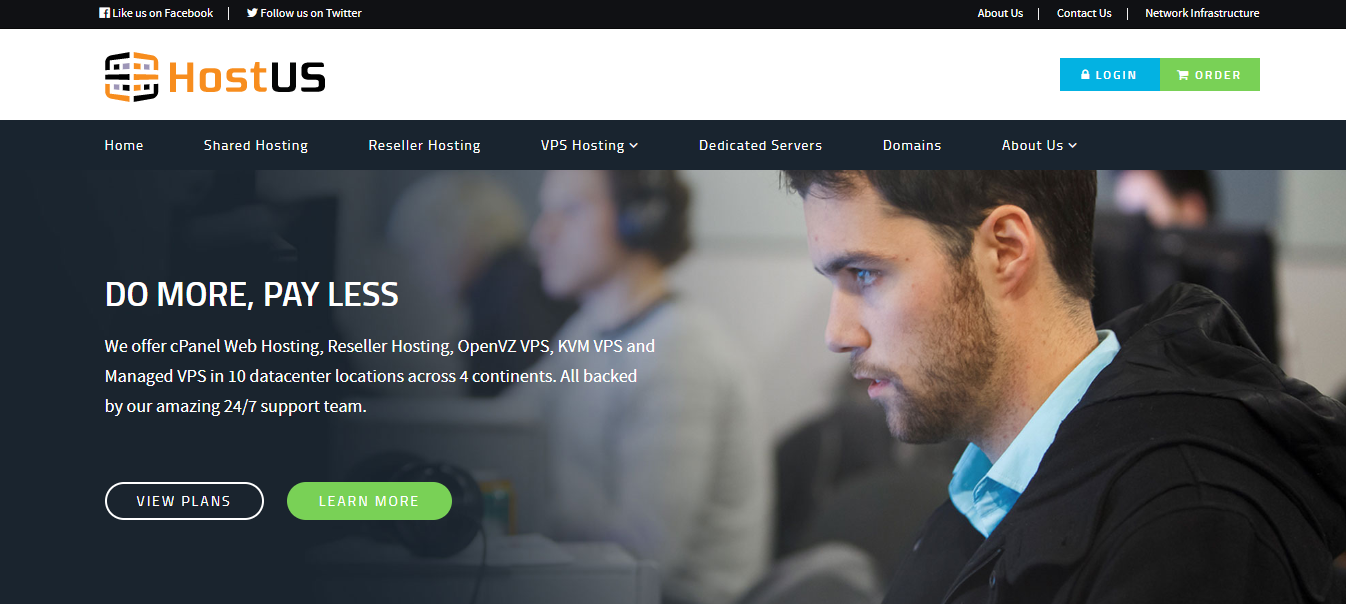 Like us on Facebook | Follow us on Twitter About Us | Contact Us | Network Infrastructure
HostUS LOGIN ORDER
Home Shared Hosting Reseller Hosting VPS Hosting Dedicated Servers Domains About Us
DO MORE, PAY LESS
We offer cPanel Web Hosting, Reseller Hosting, OpenVZ VPS, KVM VPS and
Managed VPS in 10 datacenter locations across 4 continents. All backed
by our amazing 24/7 support team.
VIEW PLANS LEARN MORE